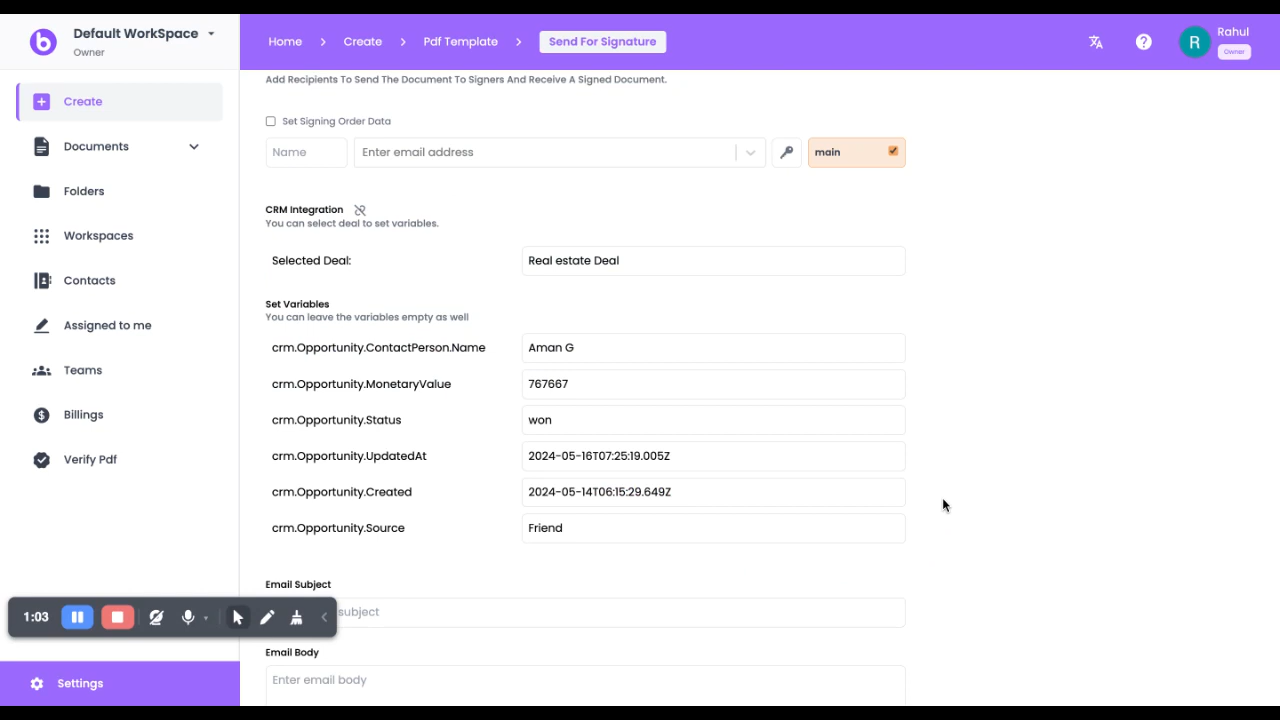 b
Default WorkSpace
Owner
Create
Documents
Folders
Workspaces
Contacts
Assigned to me
Teams
Billings
Verify Pdf
1:03
Settings
Home > Create > Pdf Template > Send For Signature
R
Rahul
Owner
Add Recipients To Send The Document To Signers And Receive A Signed Document.
Set Signing Order Data
Name
Enter email address
main
CRM Integration
You can select deal to set variables.
Selected Deal: Real estate Deal
Set Variables
You can leave the variables empty as well
crm.Opportunity.ContactPerson.Name Aman G
crm.Opportunity.MonetaryValue 767667
crm.Opportunity.Status won
crm.Opportunity.UpdatedAt 2024-05-16T07:25:19.005Z
crm.Opportunity.Created 2024-05-14T06:15:29.649Z
crm.Opportunity.Source Friend
Email Subject
subject
Email Body
Enter email body